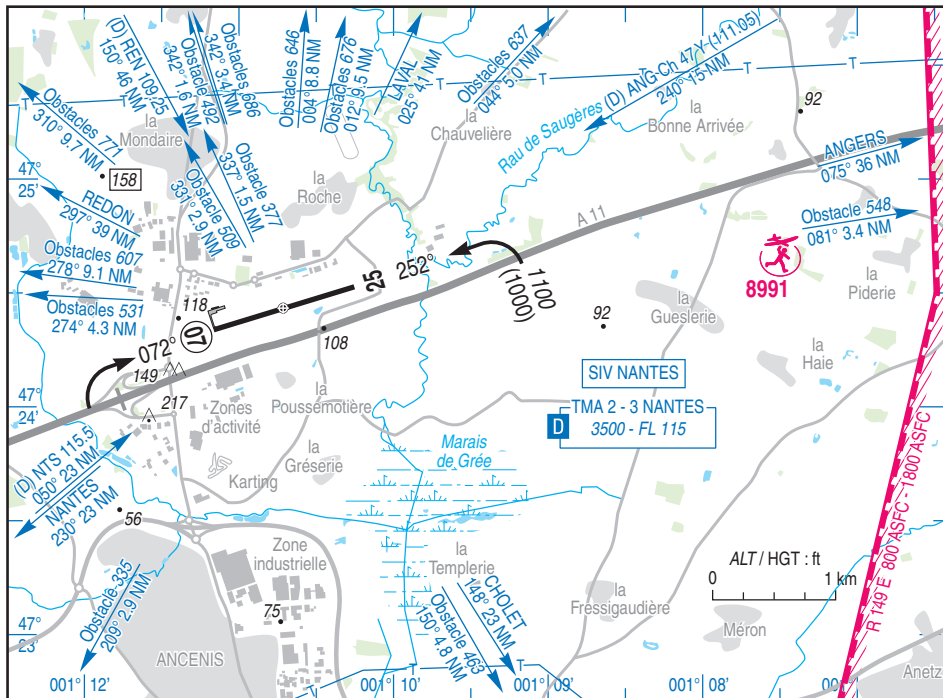 (D) REN 109.25
150° 46 NM
Obstacle 492
342° 1.6 NM
Obstacles 686
342° 3.4 NM
Obstacles 646
004° 8.8 NM
Obstacles 676
012° 9.5 NM
LAVAL
025° 41 NM
Obstacles 637
044° 5.0 NM
(D) ANG-Ch 47 Y (111.05)
240° 15 NM
Rau de Saugères
T
T
T
T
92
la
Mondaire
la
Chauvelière
la
Bonne Arrivée
Obstacles 771
310° 9.7 NM
158
47°
25'
REDON
297° 39 NM
Obstacle 377
337° 1.5 NM
Obstacle 509
331° 2.9 NM
la
Roche
A 11
ANGERS
075° 36 NM
Obstacle 548
081° 3.4 NM
Obstacles 607
278° 9.1 NM
Obstacles 531
274° 4.3 NM
25
252°
1100
(1000)
8991
la
Piderie
la
Gueslerie
118
07
072°
108
92
la
Haie
149
217
47°
24'
SIV NANTES
D
TMA 2 - 3 NANTES
3500 - FL 115
Zones
d'activité
la
Poussemotière
la
Gréserie
Karting
Marais
de Grée
(D) NTS 115.5
050° 23 NM
NANTES
230° 23 NM
56
Zone
industrielle
75
la
Templerie
Obstacle 335
209° 2.9 NM
CHOLET
148° 23 NM
Obstacle 463
150° 4.8 NM
la
Fressigaudière
Méron
ALT / HGT : ft
0
1 km
R 149 E 800 ASFC - 1800 ASFC
47°
23'
ANCENIS
Anetz
T
T
001° 12'
001° 10'
001° 09'
001° 08'